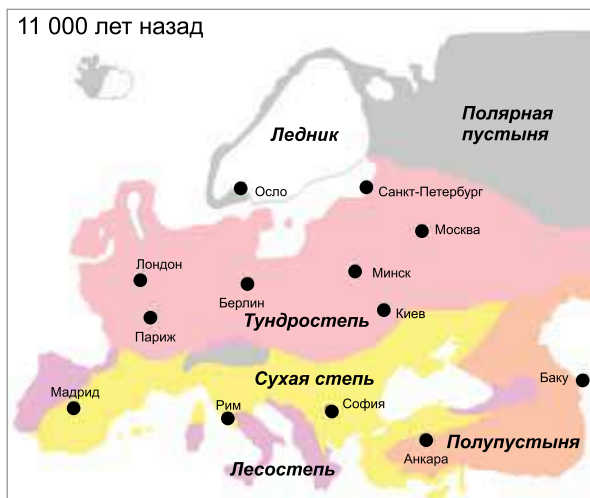 11 000 лет назад
Полярная
пустыня
Ледник
Осло
Санкт-Петербург
Москва
Лондон
Минск
Берлин
Киев
Тундростепь
Париж
Сухая степь
Баку
Мадрид
Рим
София
Полупустыня
Анкара
Лесостепь